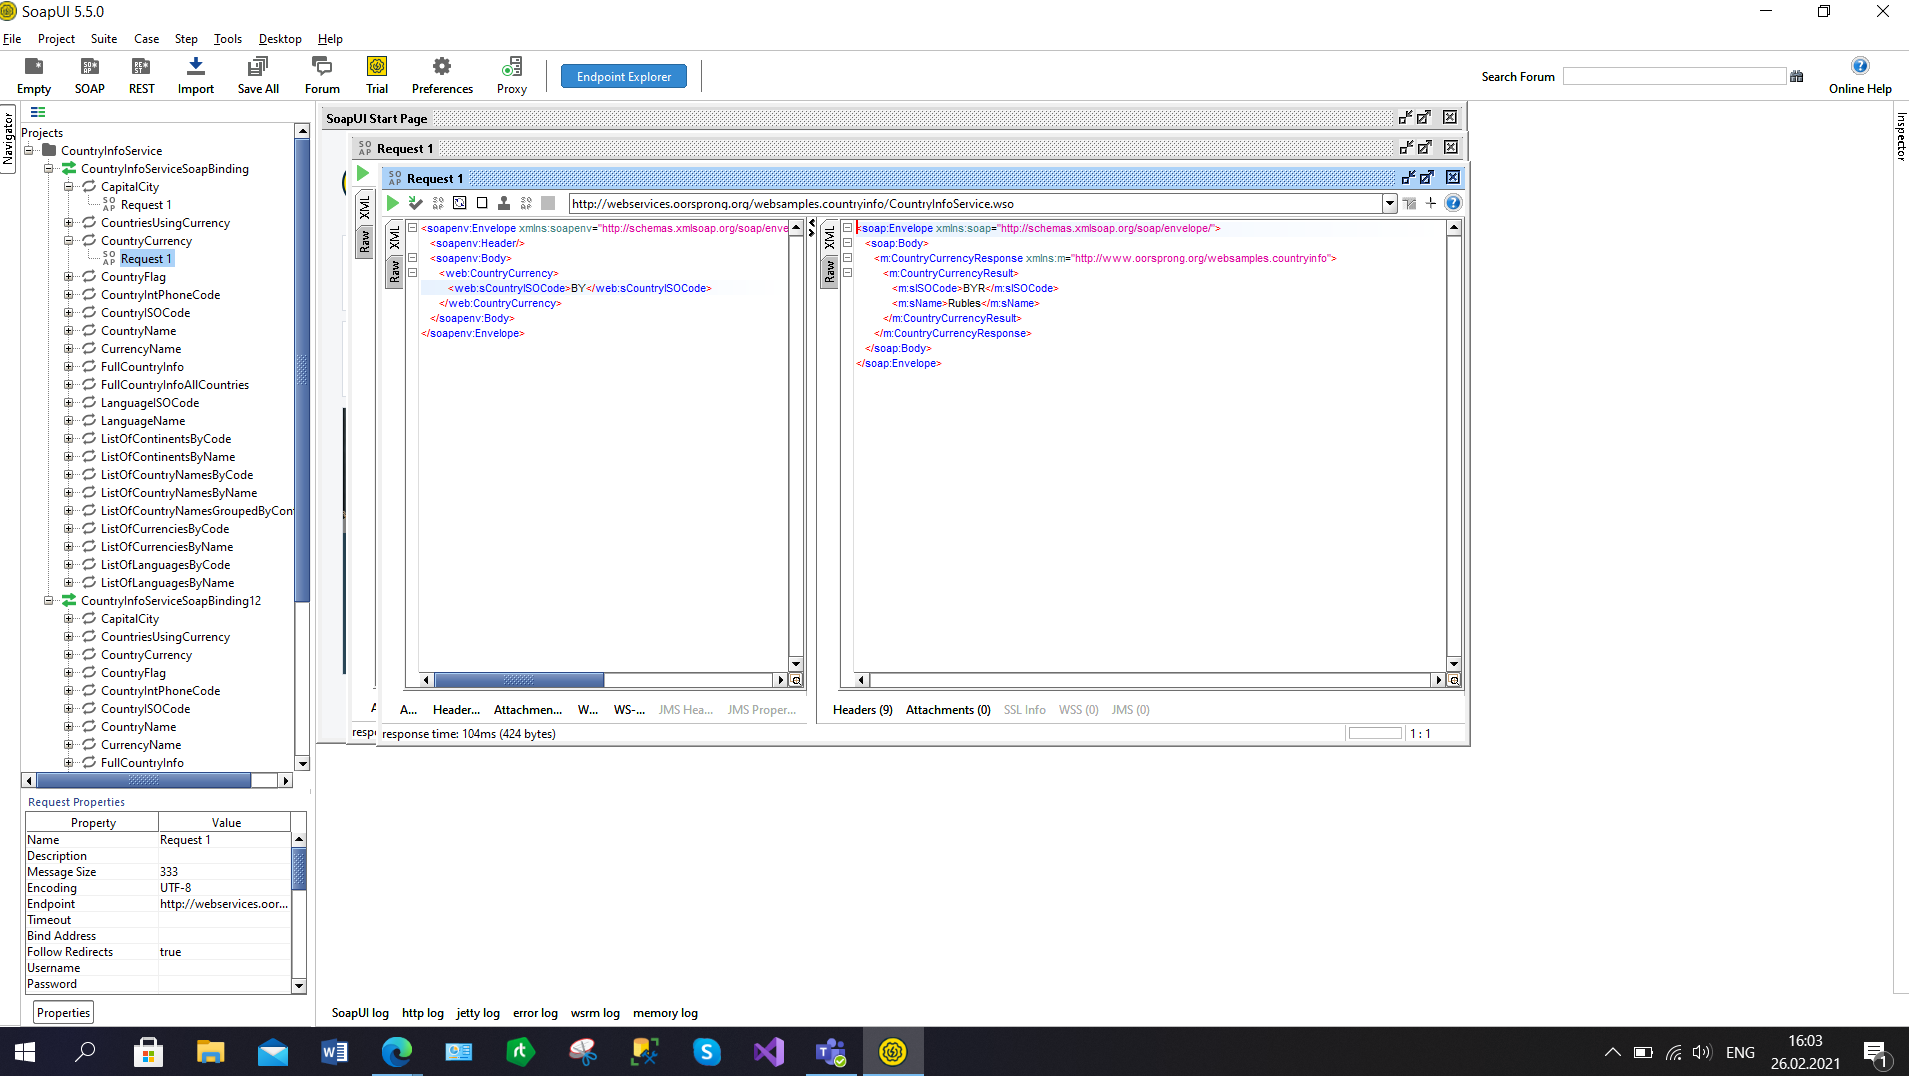 SoapUI 5.5.0
File Project Suite Case Step Tools Desktop Help
Empty SOAP REST Import Save All Forum Trial Preferences Proxy
Endpoint Explorer
Search Forum
Online Help
Navigator
Inspector
Projects
CountryInfoService
CountryInfoServiceSoapBinding
CapitalCity
SOAP Request 1
CountriesUsingCurrency
CountryCurrency
SOAP Request 1
CountryFlag
CountryIntPhoneCode
CountryISOCode
CountryName
CurrencyName
FullCountryInfo
FullCountryInfoAllCountries
LanguageISOCode
LanguageName
ListOfContinentsByCode
ListOfContinentsByName
ListOfCountryNamesByCode
ListOfCountryNamesByName
ListOfCountryNamesGroupedByCon
ListOfCurrenciesByCode
ListOfCurrenciesByName
ListOfLanguagesByCode
ListOfLanguagesByName
CountryInfoServiceSoapBinding12
CapitalCity
CountriesUsingCurrency
CountryCurrency
CountryFlag
CountryIntPhoneCode
CountryISOCode
CountryName
CurrencyName
FullCountryInfo
Request Properties
Property Value
Name Request 1
Description
Message Size 333
Encoding UTF-8
Endpoint http://webservices.oor...
Timeout
Bind Address
Follow Redirects true
Username
Password
Properties
SoapUI Start Page
SOAP Request 1
XML
Raw
A
respo
SOAP Request 1
http://webservices.oorsprong.org/websamples.countryinfo/CountryInfoService.wso
XML
Raw
<soapenv:Envelope xmlns:soapenv="http://schemas.xmlsoap.org/soap/enve
<soapenv:Header/>
<soapenv:Body>
<web:CountryCurrency>
<web:sCountryISOCode>BY</web:sCountryISOCode>
</web:CountryCurrency>
</soapenv:Body>
</soapenv:Envelope>
A... Header... Attachmen... W... WS-... JMS Hea... JMS Proper...
XML
Raw
<soap:Envelope xmlns:soap="http://schemas.xmlsoap.org/soap/envelope/">
<soap:Body>
<m:CountryCurrencyResponse xmlns:m="http://www.oorsprong.org/websamples.countryinfo">
<m:CountryCurrencyResult>
<m:sISOCode>BYR</m:sISOCode>
<m:sName>Rubles</m:sName>
</m:CountryCurrencyResult>
</m:CountryCurrencyResponse>
</soap:Body>
</soap:Envelope>
Headers (9) Attachments (0) SSL Info WSS (0) JMS (0)
response time: 104ms (424 bytes)
1 : 1
SoapUI log http log jetty log error log wsrm log memory log
ENG
16:03
26.02.2021
1